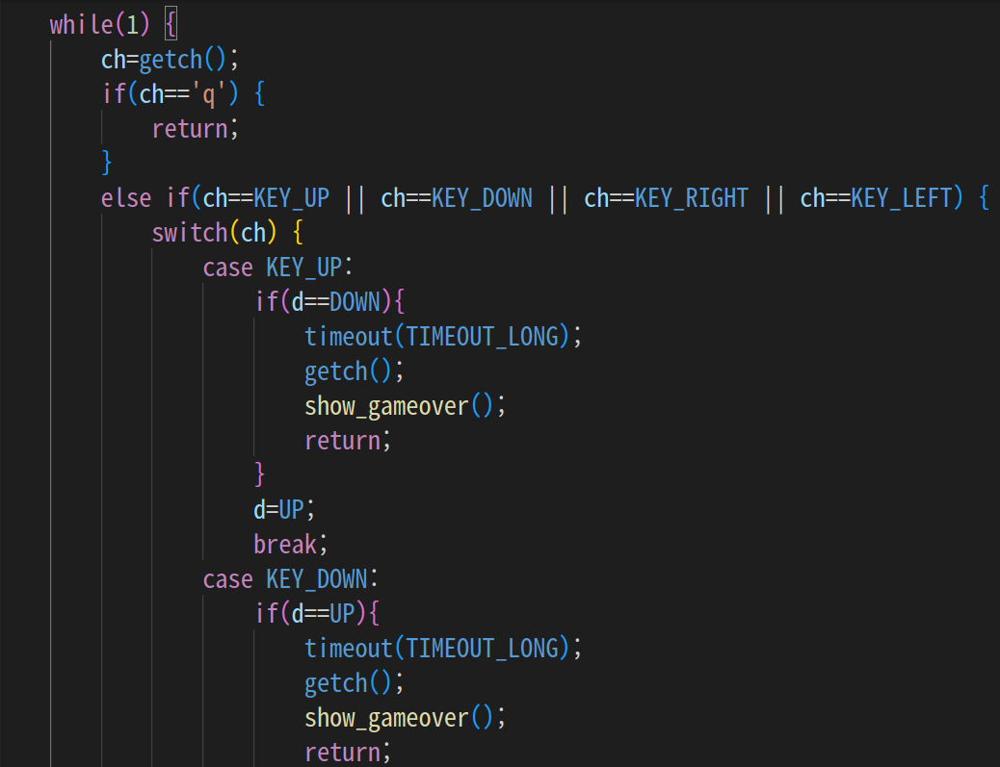 while(1) {
ch=getch();
if(ch=='q') {
return;
}
else if(ch==KEY_UP || ch==KEY_DOWN || ch==KEY_RIGHT || ch==KEY_LEFT) {
switch(ch) {
case KEY_UP:
if(d==DOWN){
timeout(TIMEOUT_LONG);
getch();
show_gameover();
return;
}
d=UP;
break;
case KEY_DOWN:
if(d==UP){
timeout(TIMEOUT_LONG);
getch();
show_gameover();
return;